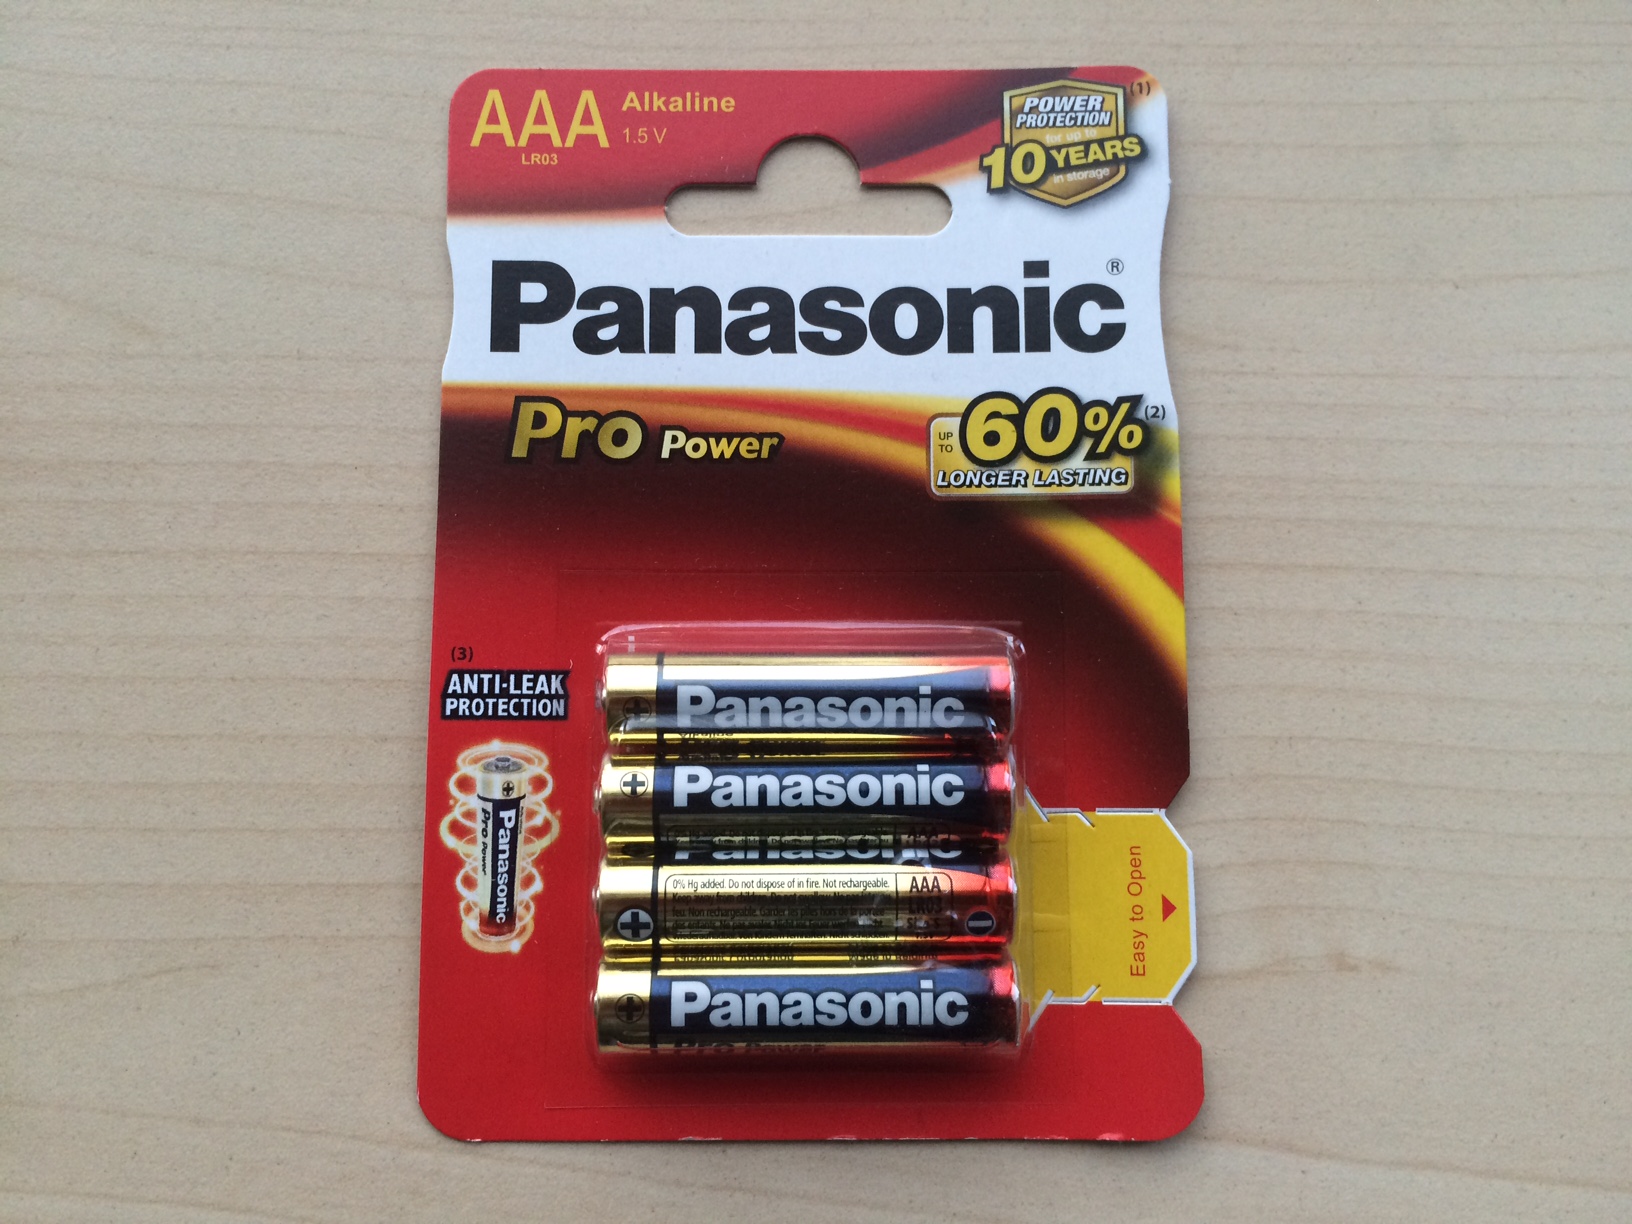 AAA
Alkaline
1.5 V
LR03
POWER
PROTECTION
for up to
10 YEARS
in storage
(1)
Panasonic®
Pro Power
UP
TO
60%
(2)
LONGER LASTING
(3)
ANTI-LEAK
PROTECTION
Panasonic
Pro Power
Panasonic
Panasonic
Panasonic
0% Hg added. Do not dispose of in fire. Not rechargeable.
AAA
LR03
Panasonic
Pro Power
Easy to Open